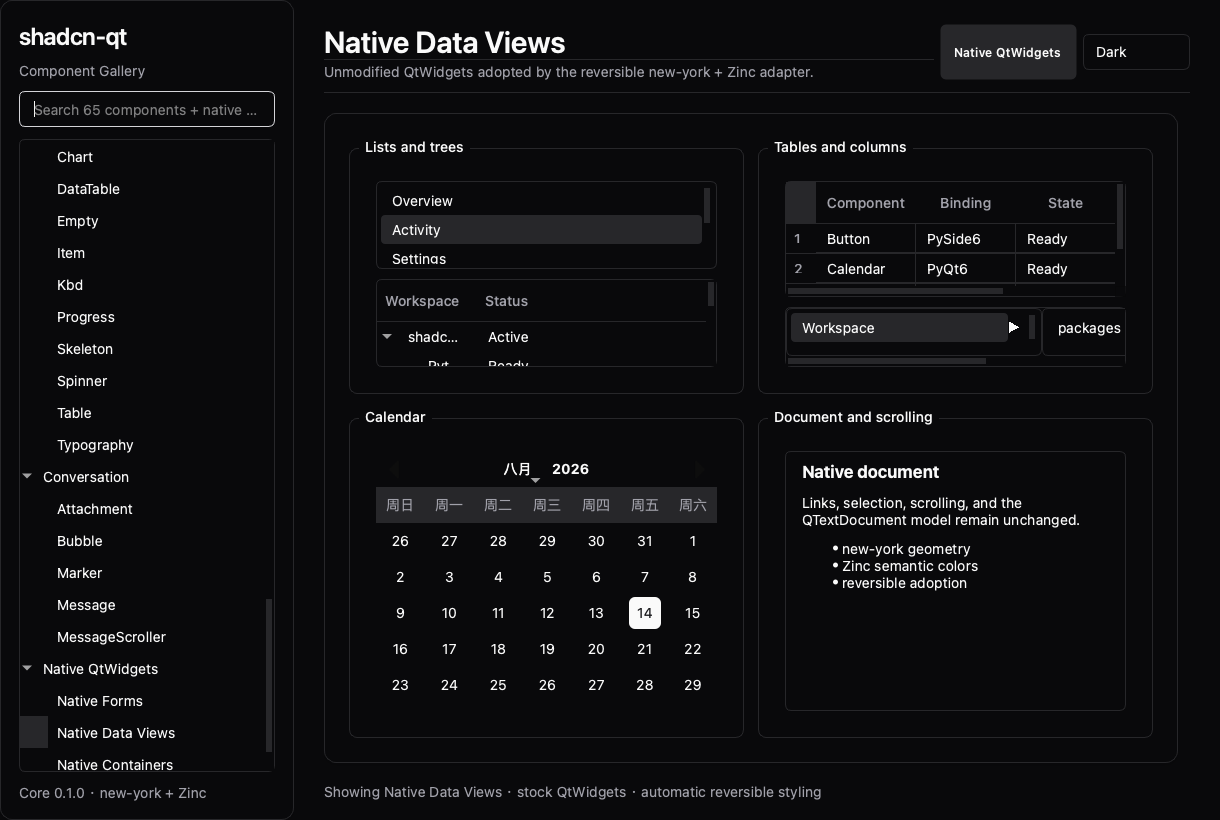 shadcn-qt
Component Gallery
Search 65 components + native ...
Chart
DataTable
Empty
Item
Kbd
Progress
Skeleton
Spinner
Table
Typography
Conversation
Attachment
Bubble
Marker
Message
MessageScroller
Native QtWidgets
Native Forms
Native Data Views
Native Containers
Core 0.1.0 · new-york + Zinc
Native Data Views
Unmodified QtWidgets adopted by the reversible new-york + Zinc adapter.
Native QtWidgets
Dark
Lists and trees
Overview
Activity
Settings
Workspace Status
shadc... Active
Pyt... Ready
Tables and columns
Component Binding State
1 Button PySide6 Ready
2 Calendar PyQt6 Ready
Workspace
packages
Calendar
八月 2026
周日 周一 周二 周三 周四 周五 周六
26 27 28 29 30 31 1
2 3 4 5 6 7 8
9 10 11 12 13 14 15
16 17 18 19 20 21 22
23 24 25 26 27 28 29
Document and scrolling
Native document
Links, selection, scrolling, and the
QTextDocument model remain unchanged.
• new-york geometry
• Zinc semantic colors
• reversible adoption
Showing Native Data Views · stock QtWidgets · automatic reversible styling